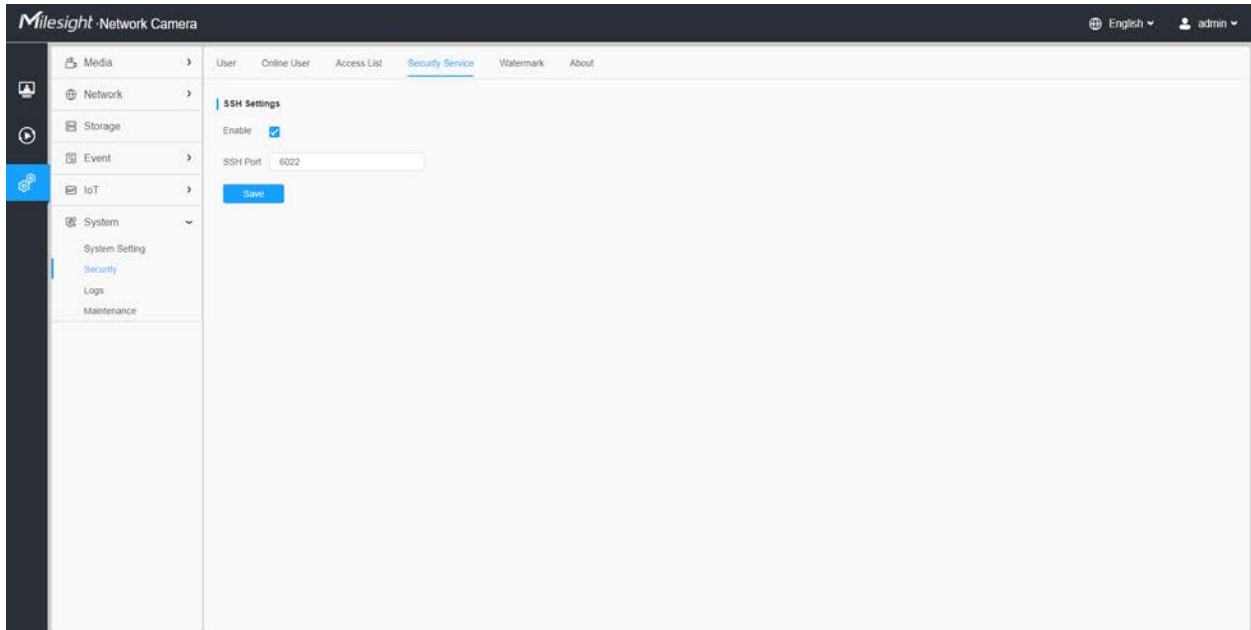 Milesight ·Network Camera
English
admin
Media
Network
Storage
Event
IoT
System
System Setting
Security
Logs
Maintenance
User Online User Access List Security Service Watermark About
SSH Settings
Enable
SSH Port 6022
Save